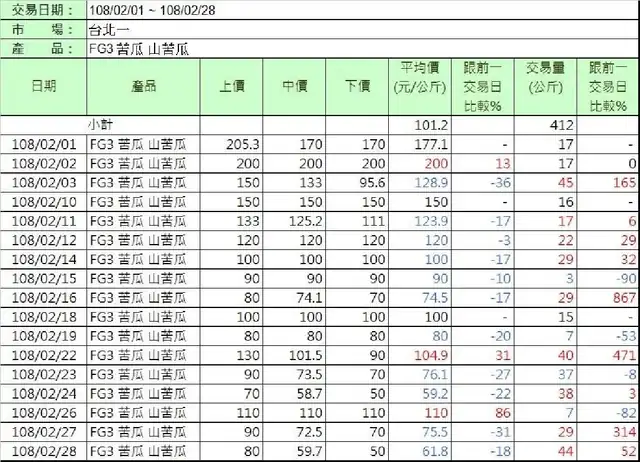 交易日期： 108/02/01 ~ 108/02/28
市 場： 台北一
產 品： FG3 苦瓜 山苦瓜
日期 產品 上價 中價 下價 平均價(元/公斤) 跟前一交易日比較% 交易量(公斤) 跟前一交易日比較%
小計 101.2 412
108/02/01 FG3 苦瓜 山苦瓜 205.3 170 170 177.1 - 17 -
108/02/02 FG3 苦瓜 山苦瓜 200 200 200 200 13 17 0
108/02/03 FG3 苦瓜 山苦瓜 150 133 95.6 128.9 -36 45 165
108/02/10 FG3 苦瓜 山苦瓜 150 150 150 150 - 16 -
108/02/11 FG3 苦瓜 山苦瓜 133 125.2 111 123.9 -17 17 6
108/02/12 FG3 苦瓜 山苦瓜 120 120 120 120 -3 22 29
108/02/14 FG3 苦瓜 山苦瓜 100 100 100 100 -17 29 32
108/02/15 FG3 苦瓜 山苦瓜 90 90 90 90 -10 3 -90
108/02/16 FG3 苦瓜 山苦瓜 80 74.1 70 74.5 -17 29 867
108/02/18 FG3 苦瓜 山苦瓜 100 100 100 100 - 15 -
108/02/19 FG3 苦瓜 山苦瓜 80 80 80 80 -20 7 -53
108/02/22 FG3 苦瓜 山苦瓜 130 101.5 90 104.9 31 40 471
108/02/23 FG3 苦瓜 山苦瓜 90 73.5 70 76.1 -27 37 -8
108/02/24 FG3 苦瓜 山苦瓜 70 58.7 50 59.2 -22 38 3
108/02/26 FG3 苦瓜 山苦瓜 110 110 110 110 86 7 -82
108/02/27 FG3 苦瓜 山苦瓜 90 72.5 70 75.5 -31 29 314
108/02/28 FG3 苦瓜 山苦瓜 80 59.7 50 61.8 -18 44 52